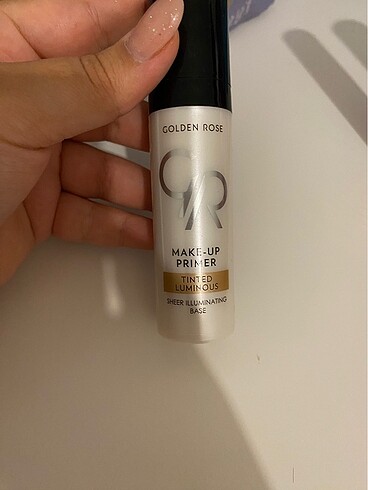 GOLDEN ROSE
GR
MAKE-UP
PRIMER
TINTED
LUMINOUS
SHEER ILLUMINATING
BASE